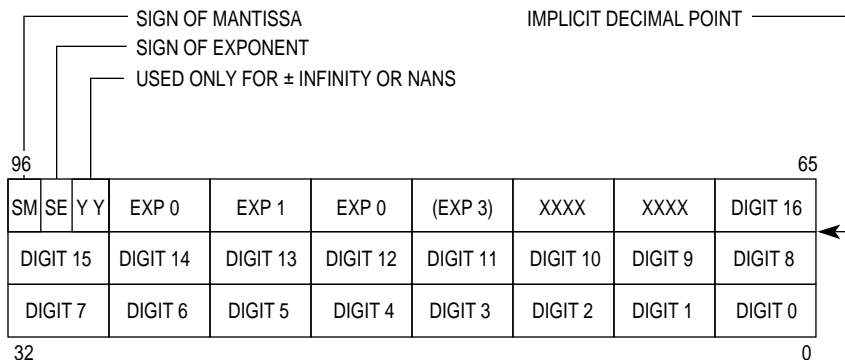 SIGN OF MANTISSA IMPLICIT DECIMAL POINT
SIGN OF EXPONENT
USED ONLY FOR ± INFINITY OR NANS
96 65
SM SE Y Y EXP 0 EXP 1 EXP 0 (EXP 3) XXXX XXXX DIGIT 16
DIGIT 15 DIGIT 14 DIGIT 13 DIGIT 12 DIGIT 11 DIGIT 10 DIGIT 9 DIGIT 8
DIGIT 7 DIGIT 6 DIGIT 5 DIGIT 4 DIGIT 3 DIGIT 2 DIGIT 1 DIGIT 0
32 0